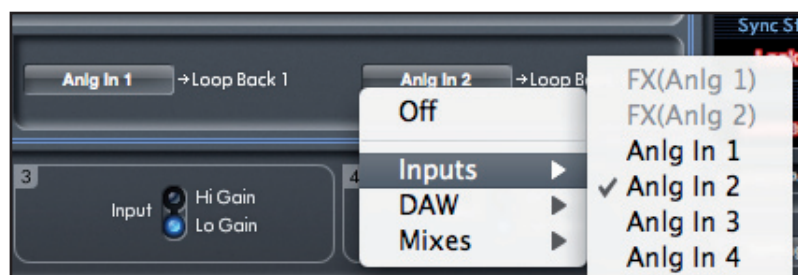 Sync St
Anlg In 1
→Loop Back 1
Anlg In 2
→Loop B
Off
Inputs
DAW
Mixes
FX(Anlg 1)
FX(Anlg 2)
Anlg In 1
✓ Anlg In 2
Anlg In 3
Anlg In 4
3
Input
Hi Gain
Lo Gain
4